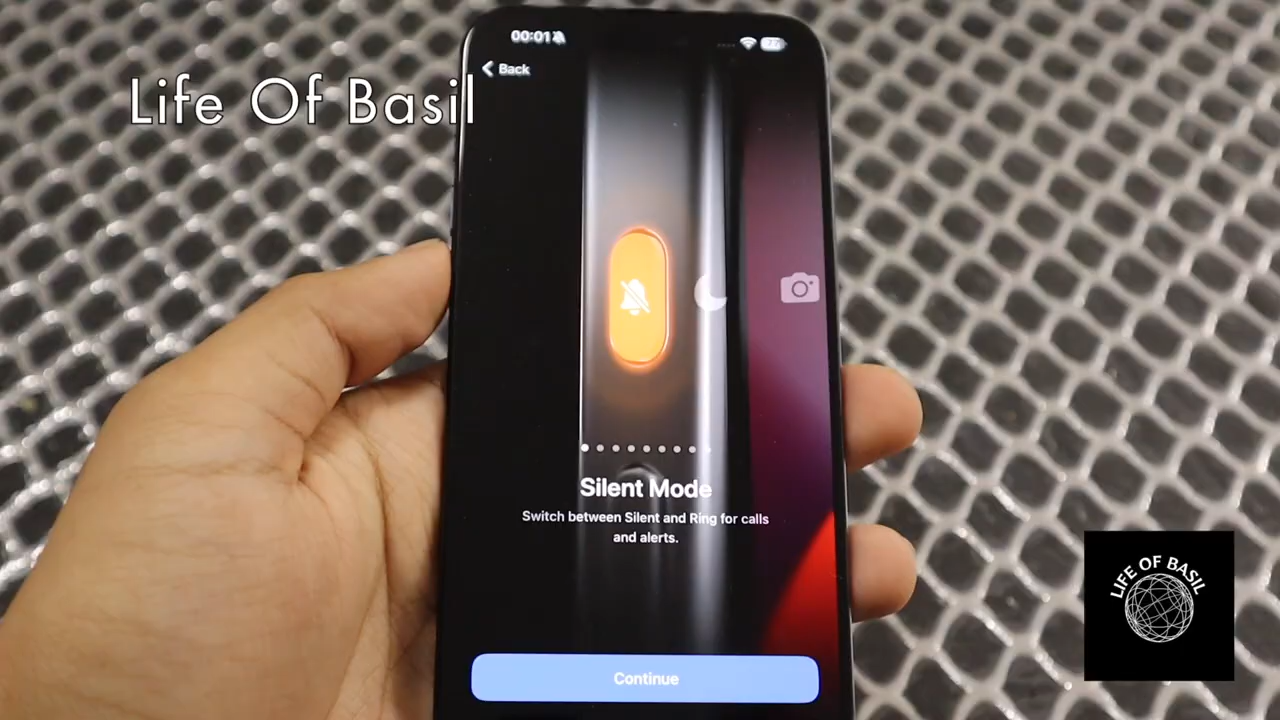 00:01
Back
Life Of Basil
Silent Mode
Switch between Silent and Ring for calls
and alerts.
LIFE OF BASIL
Continue